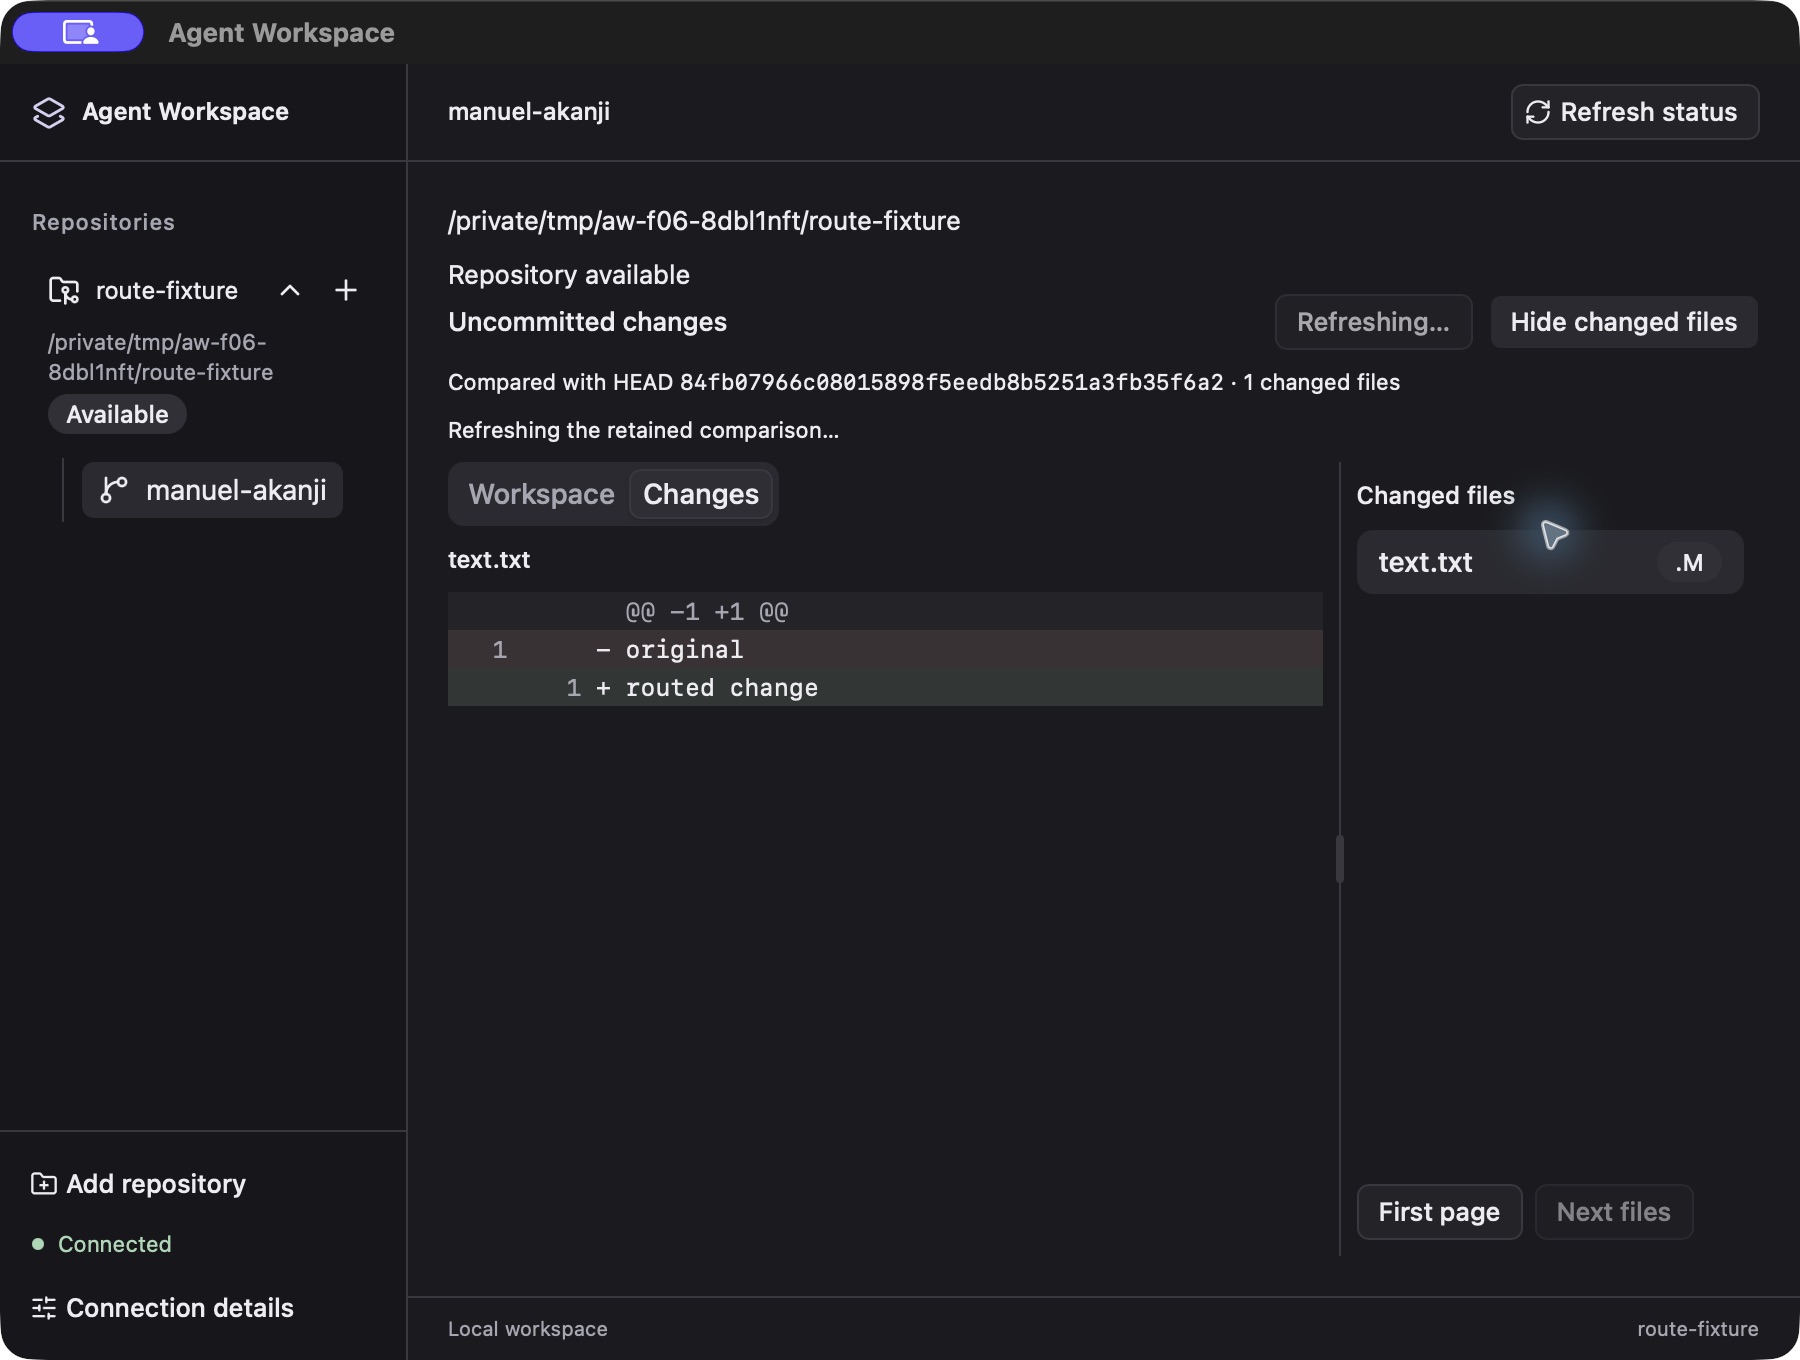 Agent Workspace
Agent Workspace
manuel-akanji
Refresh status
Repositories
route-fixture
/private/tmp/aw-f06-
8dbl1nft/route-fixture
Available
manuel-akanji
/private/tmp/aw-f06-8dbl1nft/route-fixture
Repository available
Uncommitted changes
Refreshing...
Hide changed files
Compared with HEAD 84fb07966c08015898f5eedb8b5251a3fb35f6a2 · 1 changed files
Refreshing the retained comparison...
Workspace
Changes
text.txt
@@ −1 +1 @@
1 − original
1 + routed change
Changed files
text.txt .M
First page
Next files
Add repository
Connected
Connection details
Local workspace
route-fixture